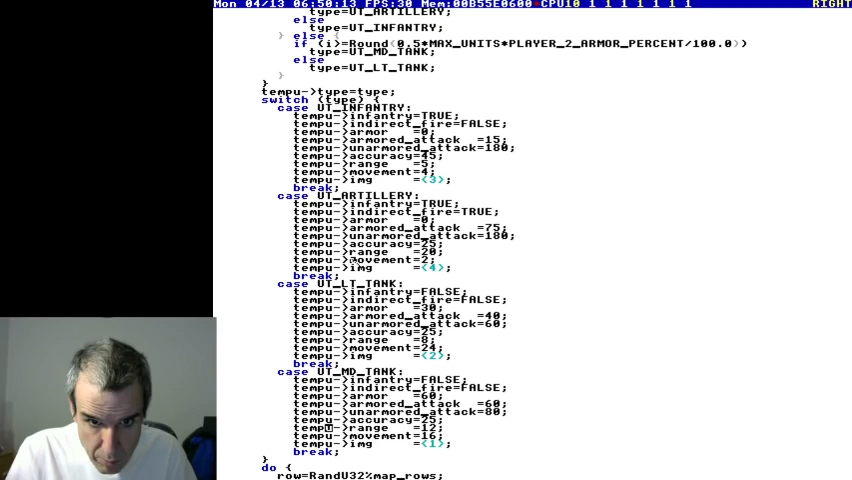 Mon 04/13 06:50:13 FPS:30 Mem:00B55E0600 CPU10 1 1 1 1 1 1 1 RIGHT
type=UT_ARTILLERY;
else
type=UT_INFANTRY;
} else {
if (i>=Round(0.5*MAX_UNITS*PLAYER_2_ARMOR_PERCENT/100.0))
type=UT_MD_TANK;
else
type=UT_LT_TANK;
}
}
tempu->type=type;
switch (type) {
case UT_INFANTRY:
tempu->infantry=TRUE;
tempu->indirect_fire=FALSE;
tempu->armor =0;
tempu->armored_attack =15;
tempu->unarmored_attack=180;
tempu->accuracy=45;
tempu->range =5;
tempu->movement=4;
tempu->img =<3>;
break;
case UT_ARTILLERY:
tempu->infantry=TRUE;
tempu->indirect_fire=TRUE;
tempu->armor =0;
tempu->armored_attack =75;
tempu->unarmored_attack=180;
tempu->accuracy=25;
tempu->range =20;
tempu->movement=2;
tempu->img =<4>;
break;
case UT_LT_TANK:
tempu->infantry=FALSE;
tempu->indirect_fire=FALSE;
tempu->armor =30;
tempu->armored_attack =40;
tempu->unarmored_attack=60;
tempu->accuracy=25;
tempu->range =8;
tempu->movement=24;
tempu->img =<2>;
break;
case UT_MD_TANK:
tempu->infantry=FALSE;
tempu->indirect_fire=FALSE;
tempu->armor =60;
tempu->armored_attack =60;
tempu->unarmored_attack=80;
tempu->accuracy=25;
tempu->range =12;
tempu->movement=16;
tempu->img =<1>;
break;
}
do {
row=RandU32%map_rows;